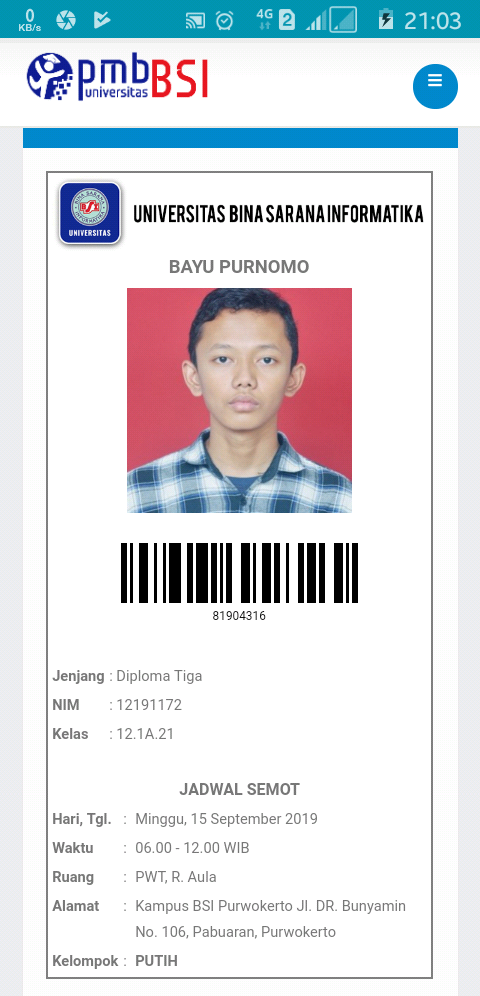 0 KB/s 4G 2 21:03
pmb BSI
universitas
BINA SARANA INFORMATIKA
BSI
UNIVERSITAS
UNIVERSITAS BINA SARANA INFORMATIKA
BAYU PURNOMO
81904316
Jenjang : Diploma Tiga
NIM : 12191172
Kelas : 12.1A.21
JADWAL SEMOT
Hari, Tgl. : Minggu, 15 September 2019
Waktu : 06.00 - 12.00 WIB
Ruang : PWT, R. Aula
Alamat : Kampus BSI Purwokerto Jl. DR. Bunyamin
No. 106, Pabuaran, Purwokerto
Kelompok : PUTIH